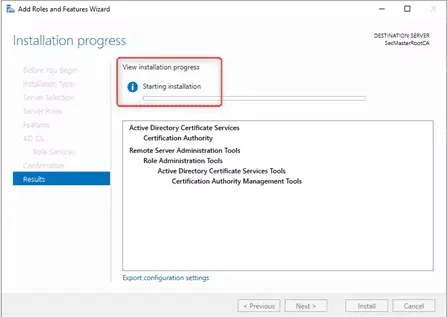 Add Roles and Features Wizard
Installation progress
DESTINATION SERVER
SecMasterRootCA
Before You Begin
Installation Type
Server Selection
Server Roles
Features
AD CS
Role Services
Confirmation
Results
View installation progress
Starting installation
Active Directory Certificate Services
Certification Authority
Remote Server Administration Tools
Role Administration Tools
Active Directory Certificate Services Tools
Certification Authority Management Tools
Export configuration settings
< Previous
Next >
Install
Cancel